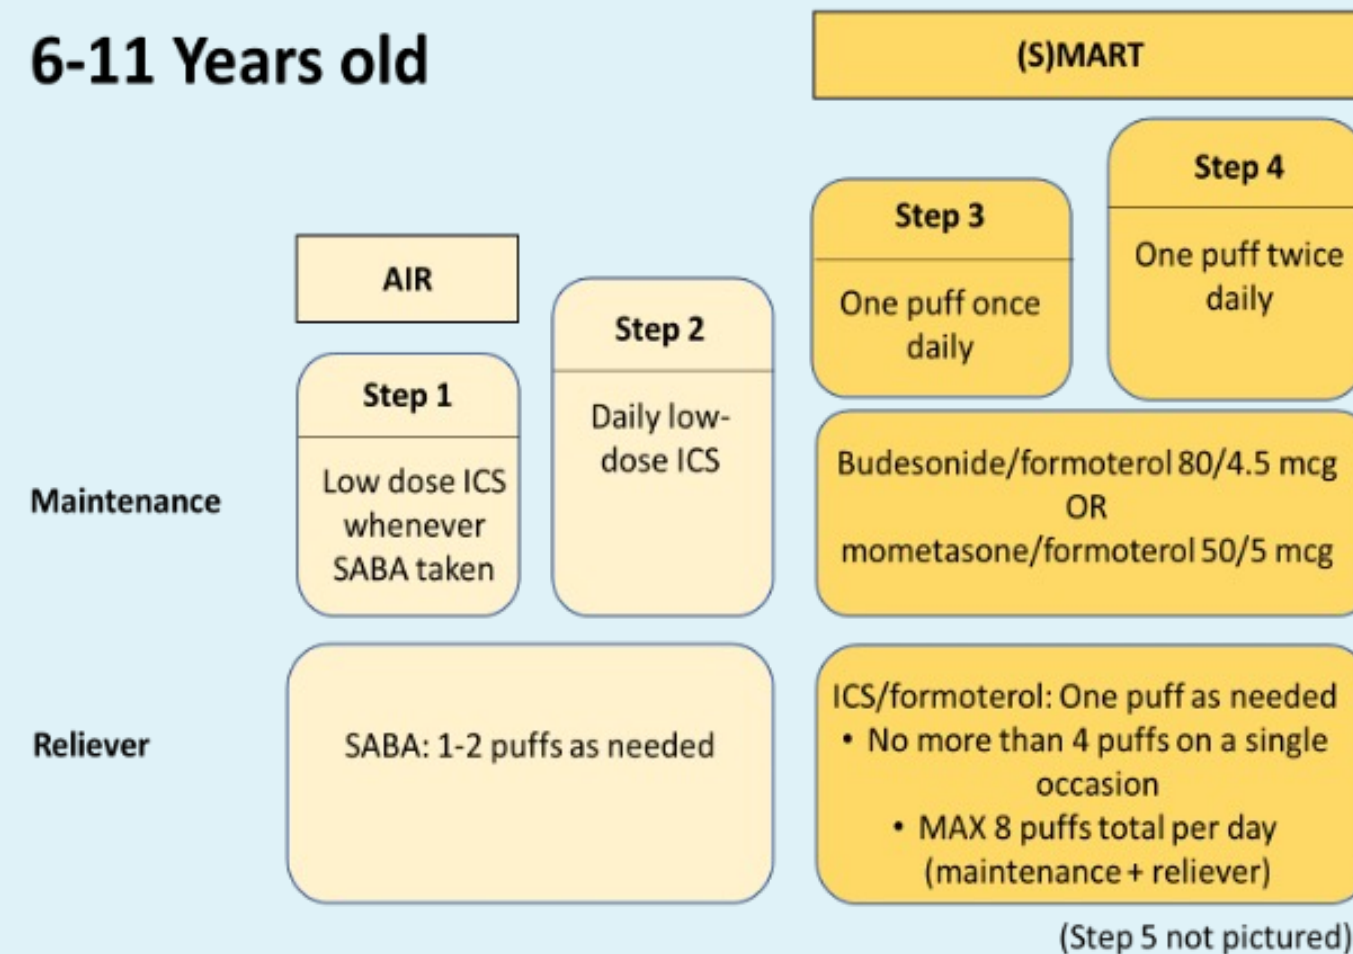 6-11 Years old
(S)MART
Step 4
One puff twice
daily
Step 3
One puff once
daily
AIR
Step 2
Daily low-
dose ICS
Step 1
Low dose ICS
whenever
SABA taken
Maintenance
Budesonide/formoterol 80/4.5 mcg
OR
mometasone/formoterol 50/5 mcg
Reliever
SABA: 1-2 puffs as needed
ICS/formoterol: One puff as needed
• No more than 4 puffs on a single
occasion
• MAX 8 puffs total per day
(maintenance + reliever)
(Step 5 not pictured)